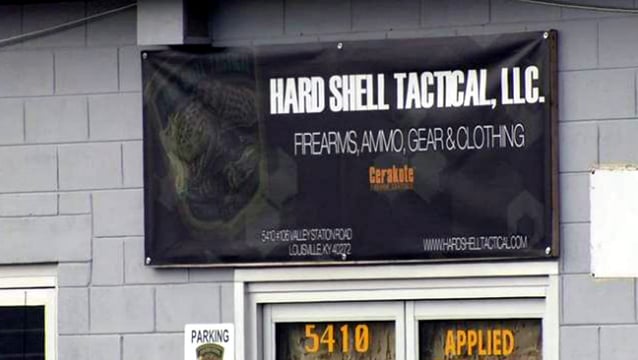 HARD SHELL TACTICAL, LLC.
FIREARMS, AMMO, GEAR & CLOTHING
Cerakote
5410 #106 VALLEY STATION ROAD
LOUISVILLE, KY 40272
WWW.HARDSHELLTACTICAL.COM
PARKING
5410
APPLIED